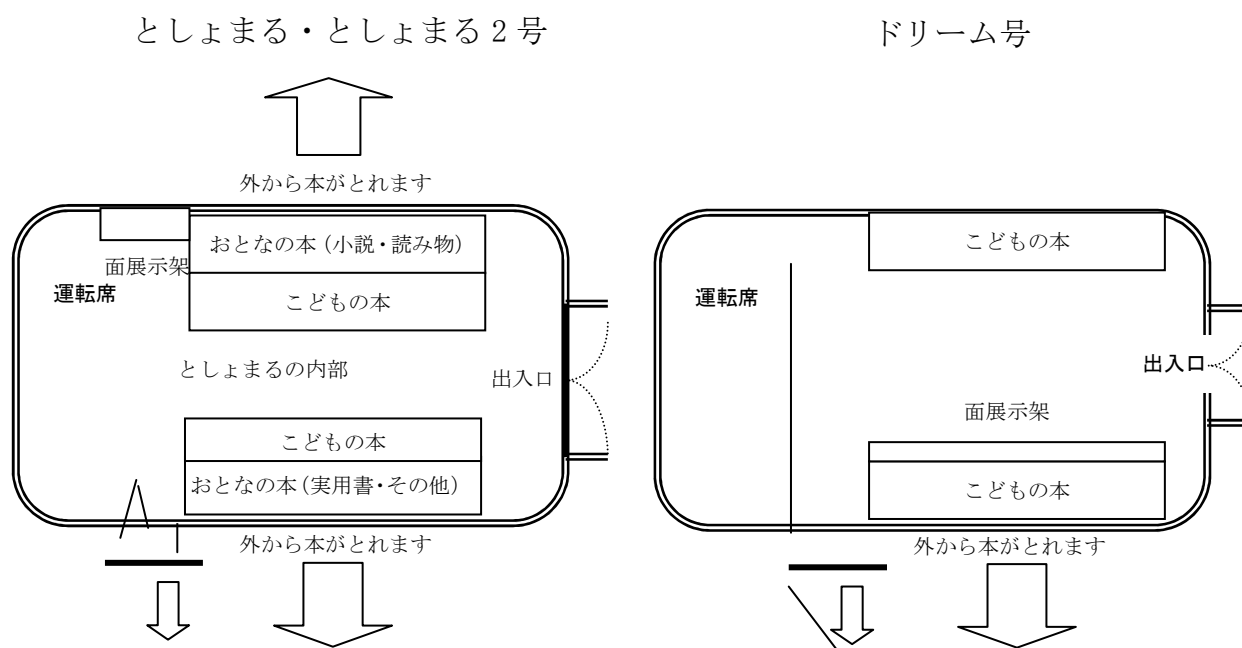 としょまる・としょまる２号
外から本がとれます
おとなの本（小説・読み物）
面展示架
運転席
こどもの本
としょまるの内部
出入口
こどもの本
おとなの本（実用書・その他）
外から本がとれます
ドリーム号
こどもの本
運転席
出入口
面展示架
こどもの本
外から本がとれます